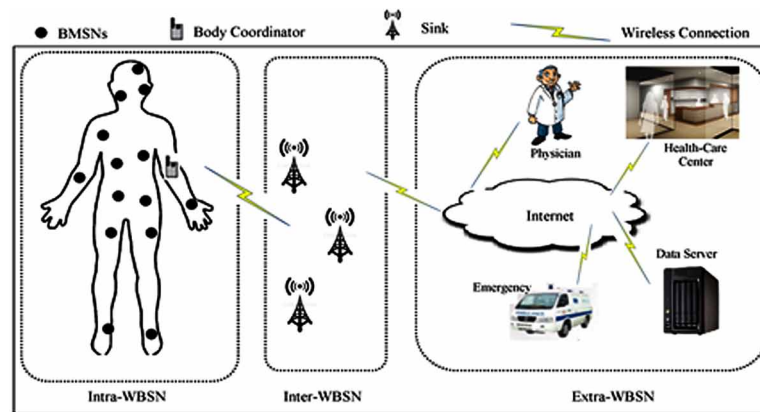 BMSNs
Body Coordinator
Sink
Wireless Connection
Physician
Health-Care
Center
Internet
Data Server
Emergency
Intra-WBSN
Inter-WBSN
Extra-WBSN